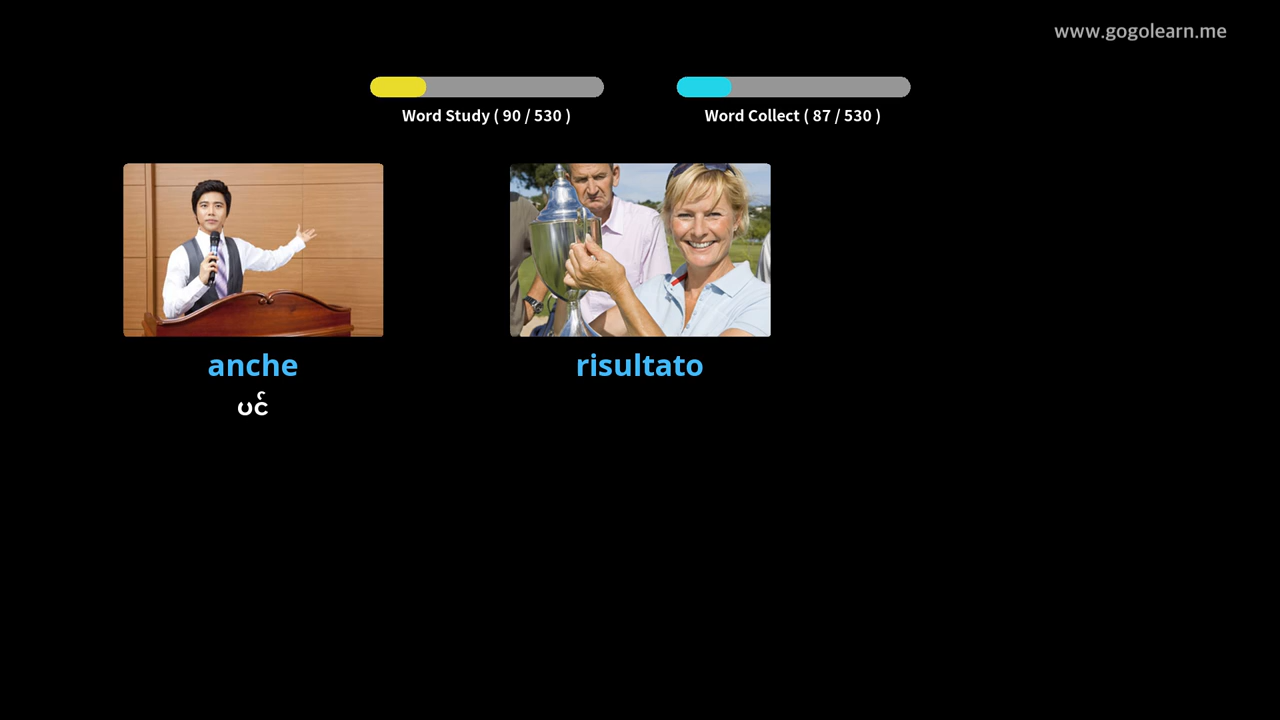 www.gogolearn.me
Word Study ( 90 / 530 )
Word Collect ( 87 / 530 )
anche
ပင်
risultato